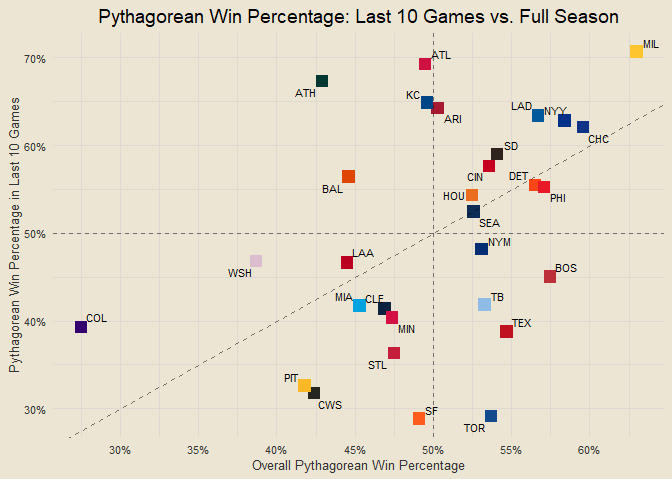 Pythagorean Win Percentage: Last 10 Games vs. Full Season
Pythagorean Win Percentage in Last 10 Games
70%
60%
50%
40%
30%
MIL
ATL
ATH
KC
ARI
LAD
NYY
CHC
SD
CIN
BAL
DET
PHI
HOU
SEA
NYM
LAA
WSH
BOS
MIA
CLE
MIN
TB
TEX
COL
STL
PIT
CWS
SF
TOR
30%
35%
40%
45%
50%
55%
60%
Overall Pythagorean Win Percentage